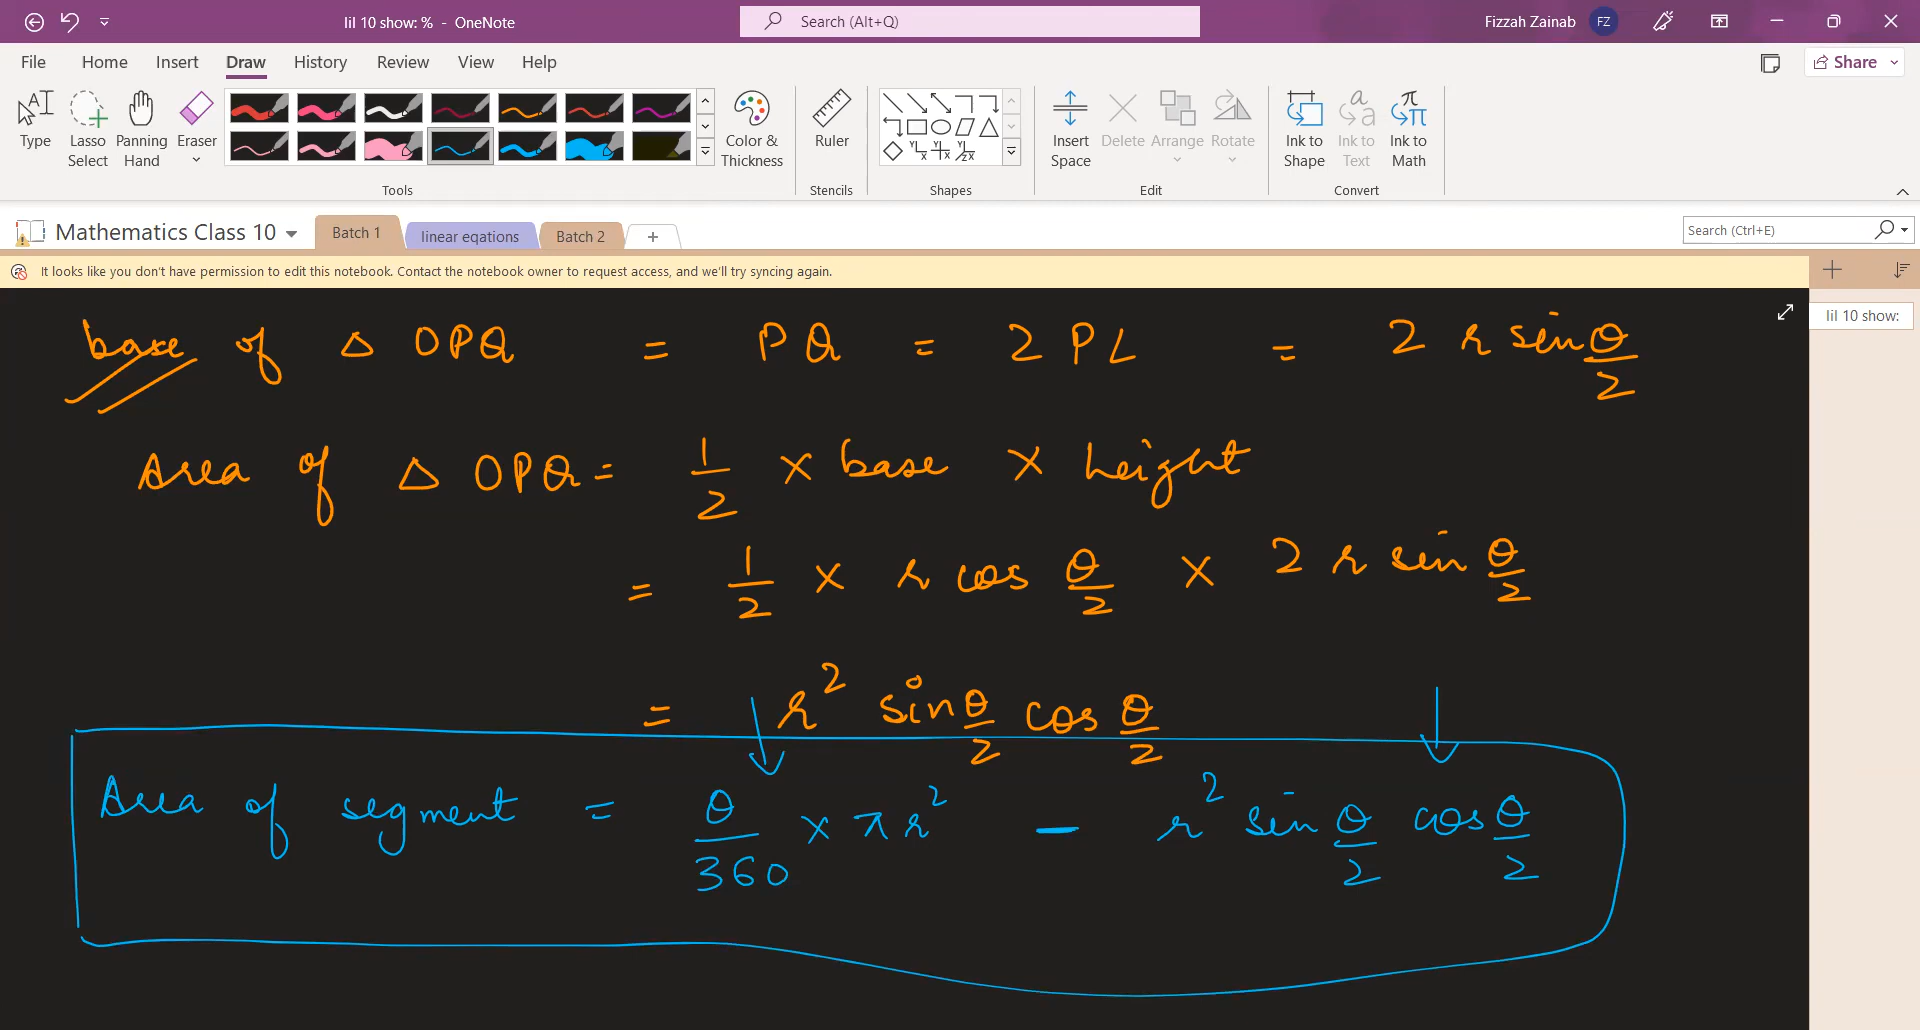 lil 10 show: % - OneNote
Search (Alt+Q)
Fizzah Zainab FZ
File Home Insert Draw History Review View Help
Share
Type
Lasso Select
Panning Hand
Eraser
Color & Thickness
Ruler
Insert Space
Delete
Arrange
Rotate
Ink to Shape
Ink to Text
Ink to Math
Tools
Stencils
Shapes
Edit
Convert
Mathematics Class 10
Batch 1
linear eqations
Batch 2
Search (Ctrl+E)
It looks like you don't have permission to edit this notebook. Contact the notebook owner to request access, and we'll try syncing again.
lil 10 show:
base of △ OPQ = PQ = 2 PL = 2 r sin θ/2
Area of △ OPQ = 1/2 × base × height
= 1/2 × r cos θ/2 × 2 r sin θ/2
= r² sin θ/2 cos θ/2
Area of segment = θ/360 × π r² - r² sin θ/2 cos θ/2